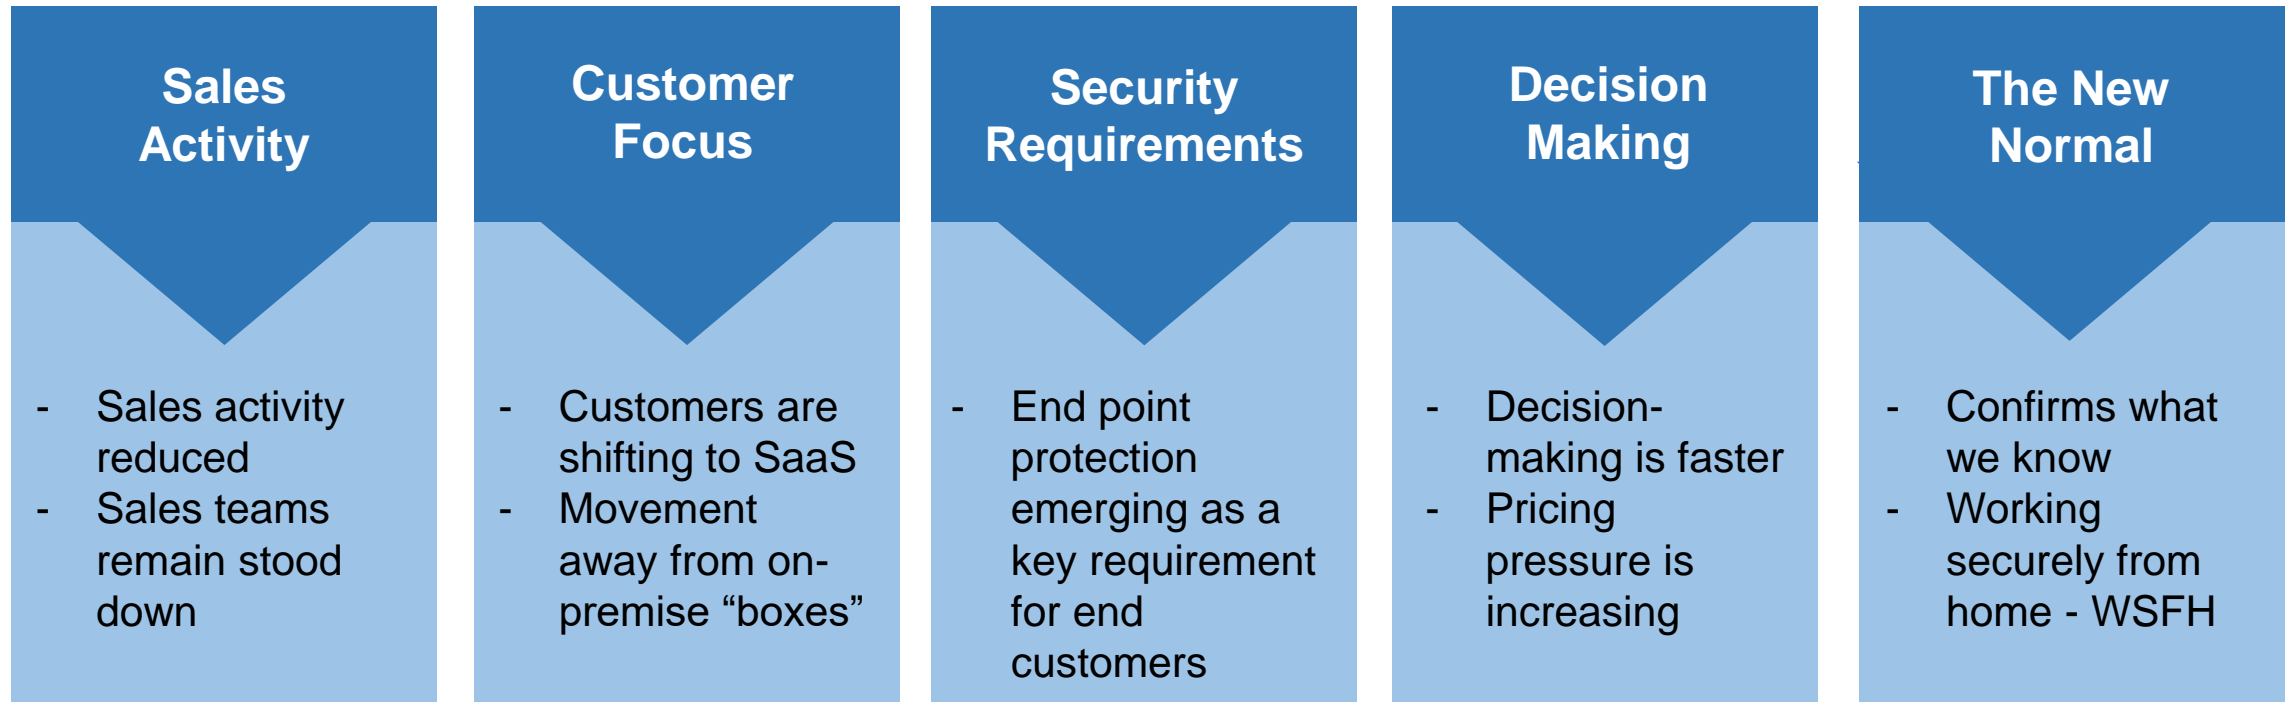 Sales
Activity
- Sales activity
reduced
- Sales teams
remain stood
down
Customer
Focus
- Customers are
shifting to SaaS
- Movement
away from on-
premise “boxes”
Security
Requirements
- End point
protection
emerging as a
key requirement
for end
customers
Decision
Making
- Decision-
making is faster
- Pricing
pressure is
increasing
The New
Normal
- Confirms what
we know
- Working
securely from
home - WSFH